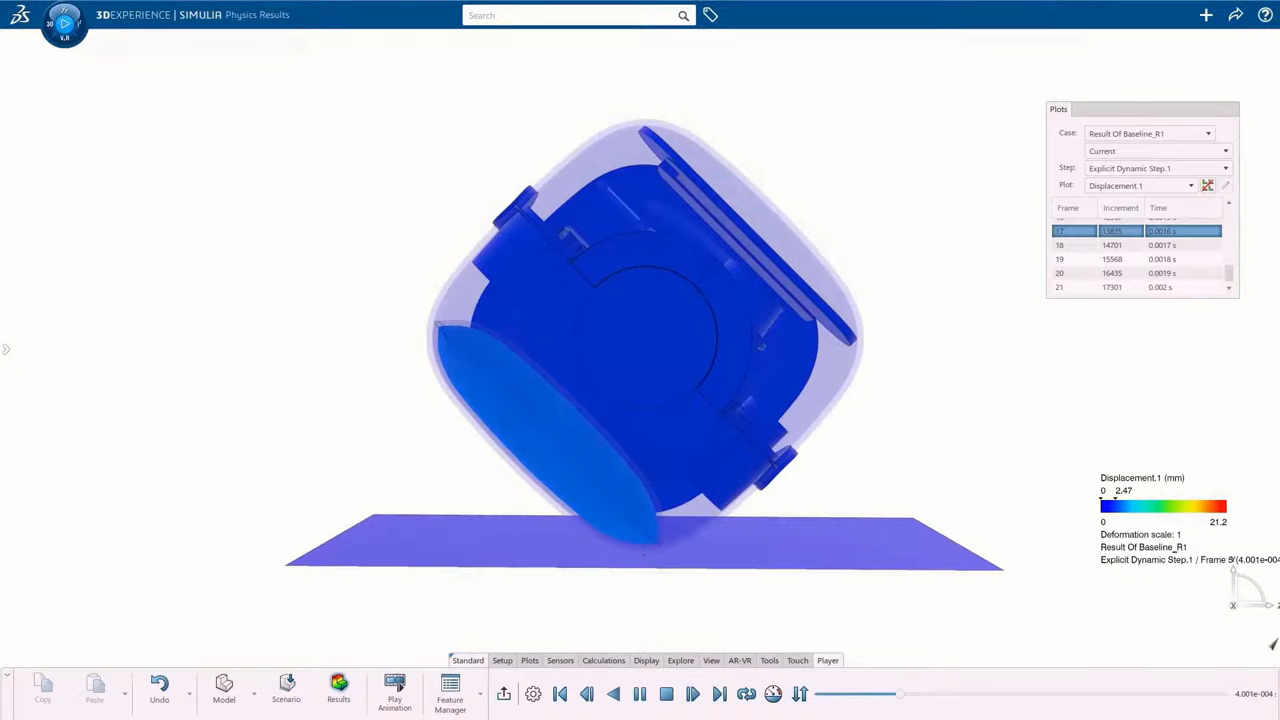 3DEXPERIENCE | SIMULIA Physics Results
Search
3D
V.R
Plots
Case: Result Of Baseline_R1
Current
Step: Explicit Dynamic Step.1
Plot: Displacement.1
Frame Increment Time
17 13835 0.0016 s
18 14701 0.0017 s
19 15568 0.0018 s
20 16435 0.0019 s
21 17301 0.002 s
Displacement.1 (mm)
0 2.47
0 21.2
Deformation scale: 1
Result Of Baseline_R1
Explicit Dynamic Step.1 / Frame 5/(4.001e-004
X
Standard Setup Plots Sensors Calculations Display Explore View AR-VR Tools Touch Player
Copy Paste Undo Model Scenario Results Play Animation Feature Manager
4.001e-004 s